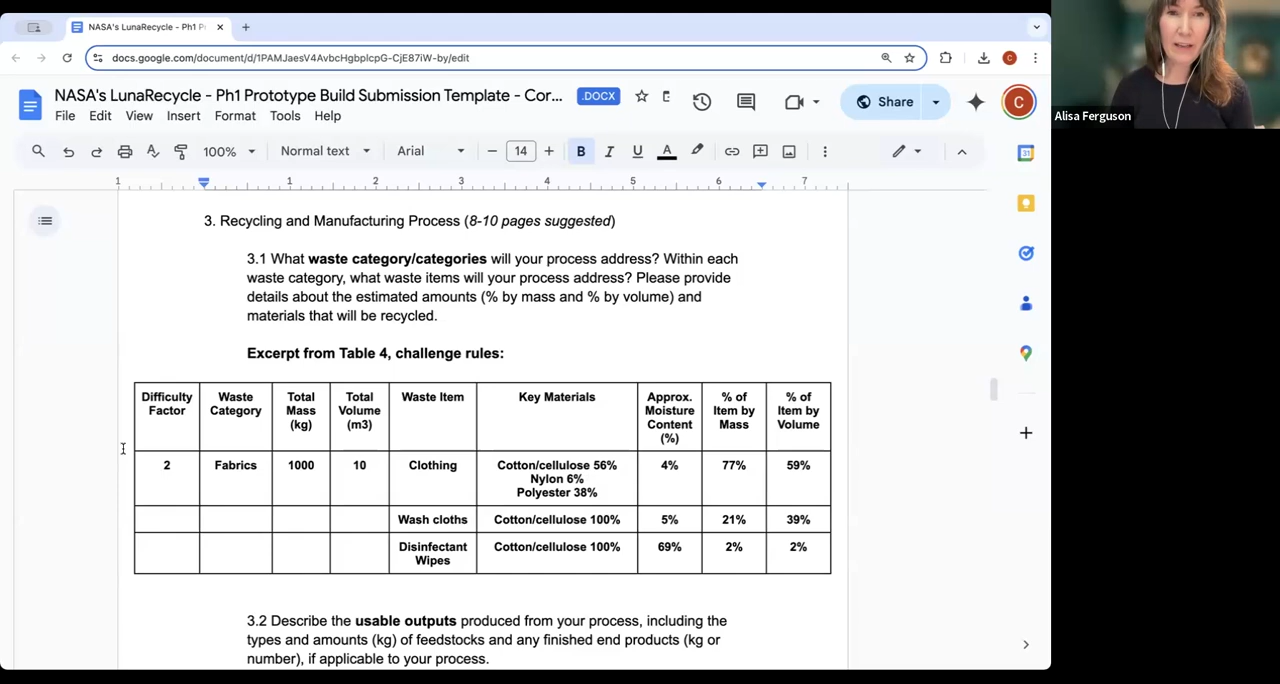 NASA's LunaRecycle - Ph1 P
docs.google.com/document/d/1PAMJaesV4AvbcHgbplcpG-CjE87iW-by/edit
C
NASA's LunaRecycle - Ph1 Prototype Build Submission Template - Cor...
.DOCX
Share
C
File Edit View Insert Format Tools Help
100% Normal text Arial 14 B I U A
1 1 2 3 4 5 6 7
31
3. Recycling and Manufacturing Process (8-10 pages suggested)
3.1 What waste category/categories will your process address? Within each
waste category, what waste items will your process address? Please provide
details about the estimated amounts (% by mass and % by volume) and
materials that will be recycled.
Excerpt from Table 4, challenge rules:
Difficulty Factor Waste Category Total Mass (kg) Total Volume (m3) Waste Item Key Materials Approx. Moisture Content (%) % of Item by Mass % of Item by Volume
2 Fabrics 1000 10 Clothing Cotton/cellulose 56% Nylon 6% Polyester 38% 4% 77% 59%
Wash cloths Cotton/cellulose 100% 5% 21% 39%
Disinfectant Wipes Cotton/cellulose 100% 69% 2% 2%
3.2 Describe the usable outputs produced from your process, including the
types and amounts (kg) of feedstocks and any finished end products (kg or
number), if applicable to your process.
Alisa Ferguson